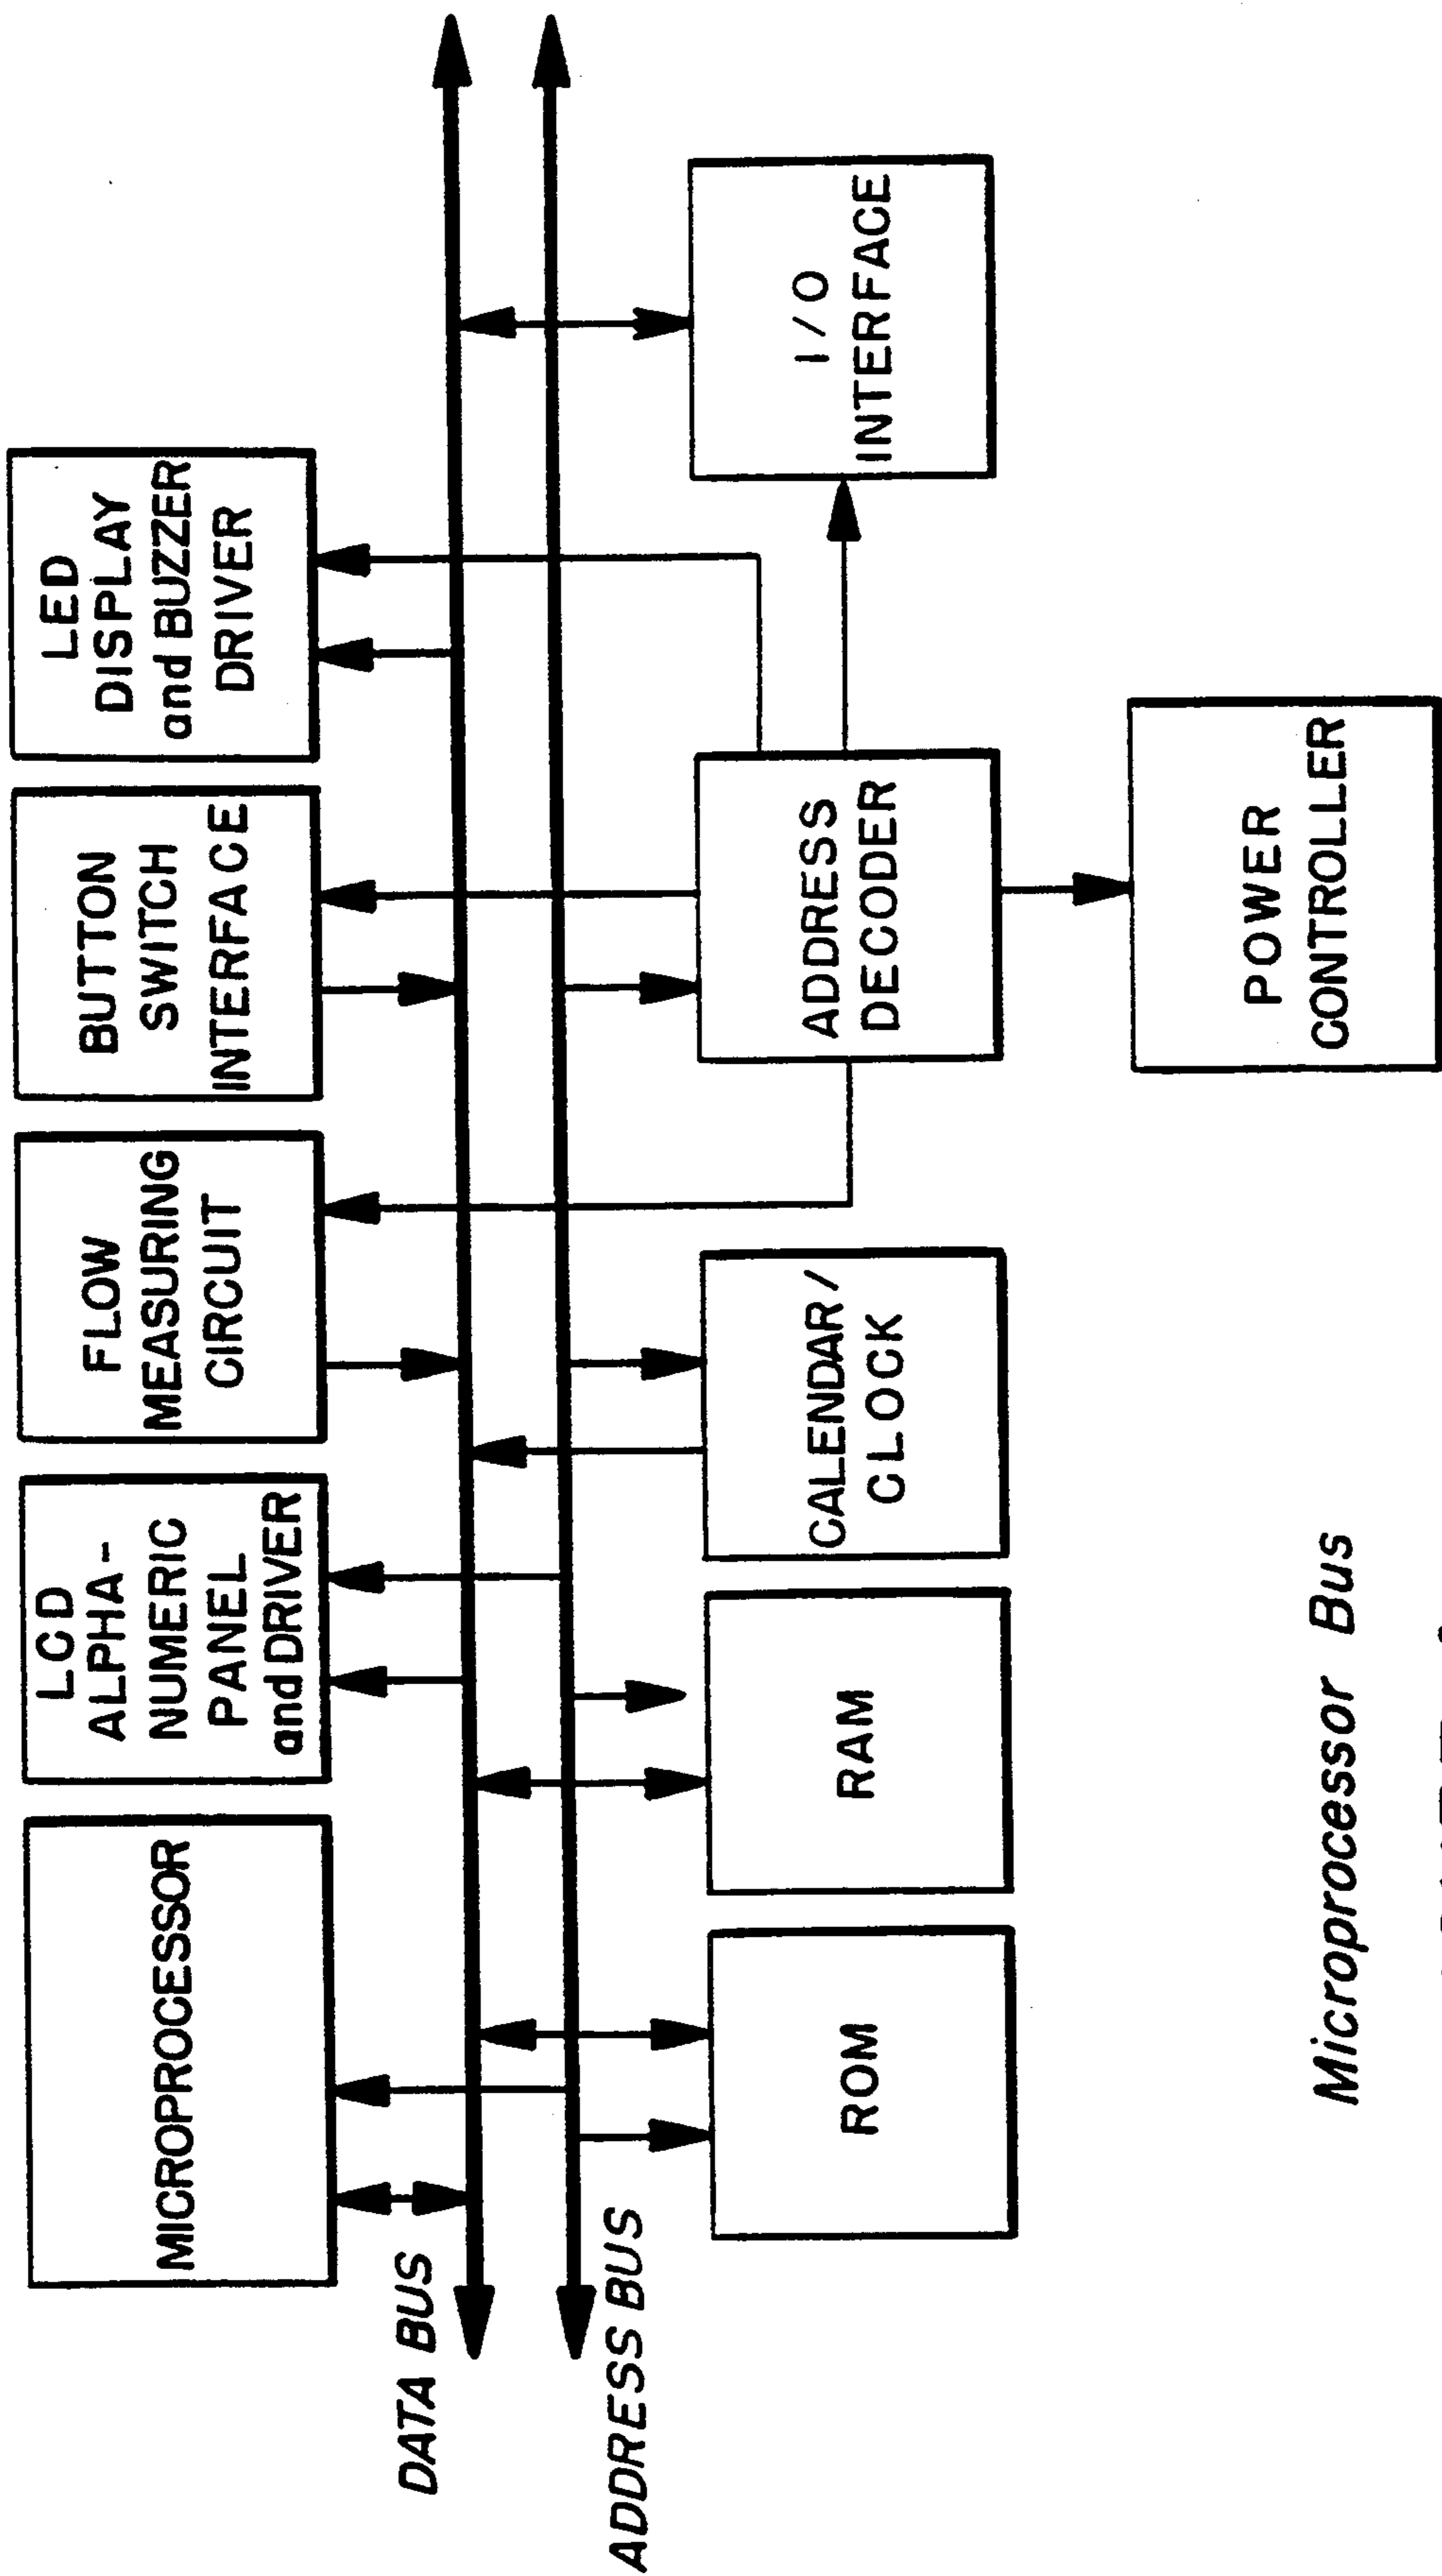 MICROPROCESSOR
LCD
ALPHA-
NUMERIC
PANEL
and DRIVER
FLOW
MEASURING
CIRCUIT
BUTTON
SWITCH
INTERFACE
LED
DISPLAY
and BUZZER
DRIVER
DATA BUS
ADDRESS BUS
ROM
RAM
CALENDAR/
CLOCK
ADDRESS
DECODER
I/O
INTERFACE
POWER
CONTROLLER
Microprocessor Bus